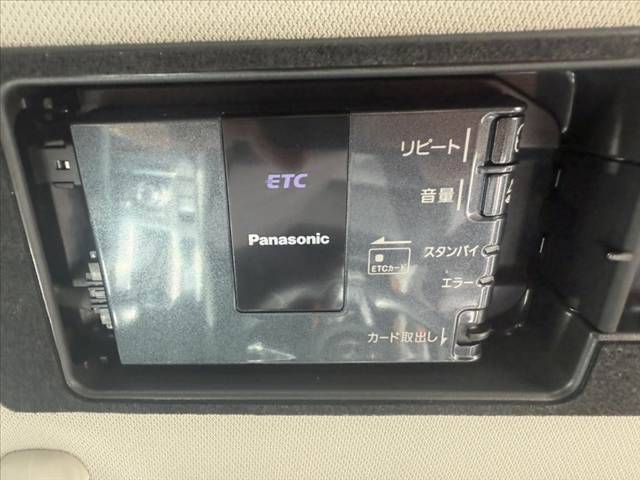 リピート
ETC
音量
Panasonic
スタンバイ
ETCカード
エラー
カード取出し